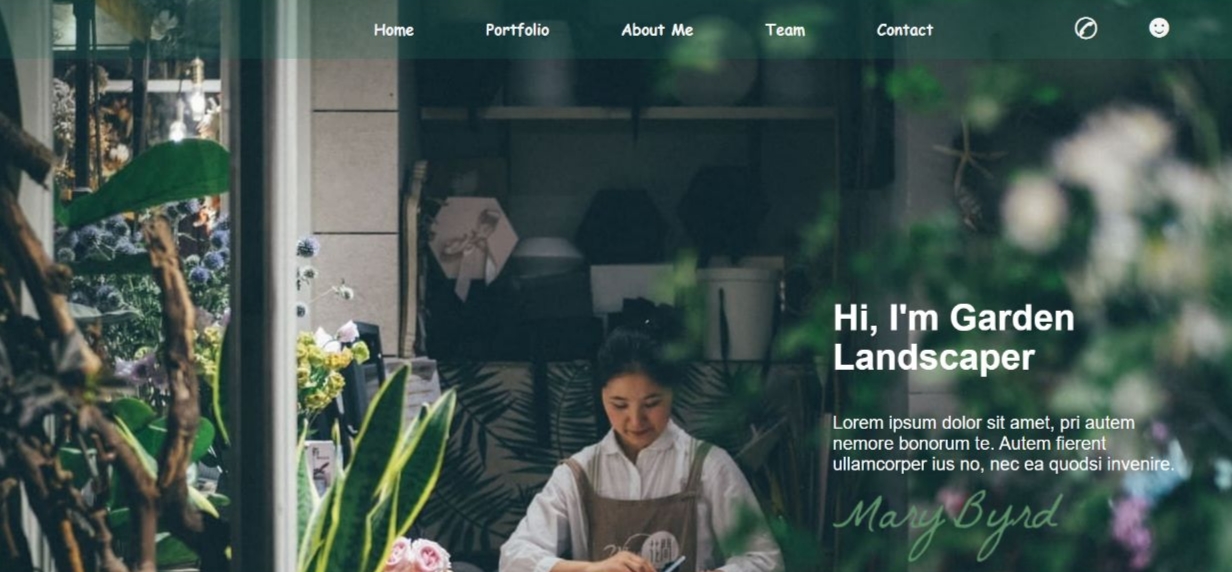 Home Portfolio About Me Team Contact
Hi, I'm Garden
Landscaper
Lorem ipsum dolor sit amet, pri autem
nemore bonorum te. Autem fierent
ullamcorper ius no, nec ea quodsi invenire.
Mary Byrd